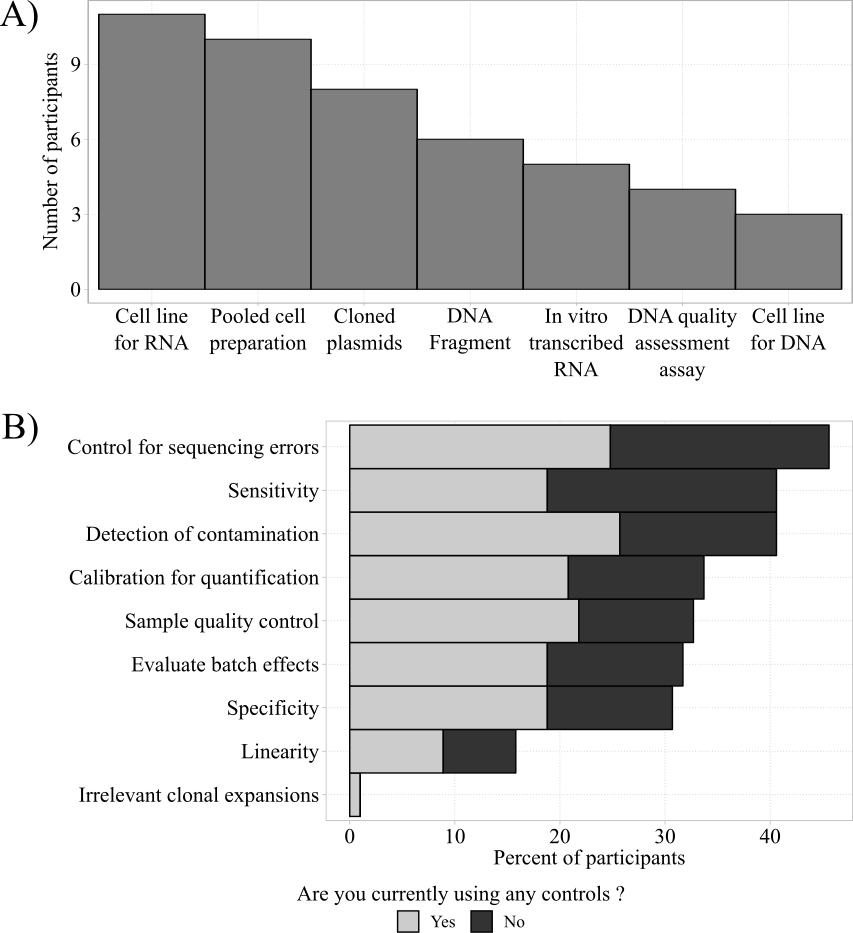 A)
Number of participants
9
6
3
0
Cell line
for RNA
Pooled cell
preparation
Cloned
plasmids
DNA
Fragment
In vitro
transcribed
RNA
DNA quality
assessment
assay
Cell line
for DNA
B)
Control for sequencing errors
Sensitivity
Detection of contamination
Calibration for quantification
Sample quality control
Evaluate batch effects
Specificity
Linearity
Irrelevant clonal expansions
0 10 20 30 40
Percent of participants
Are you currently using any controls ?
Yes No